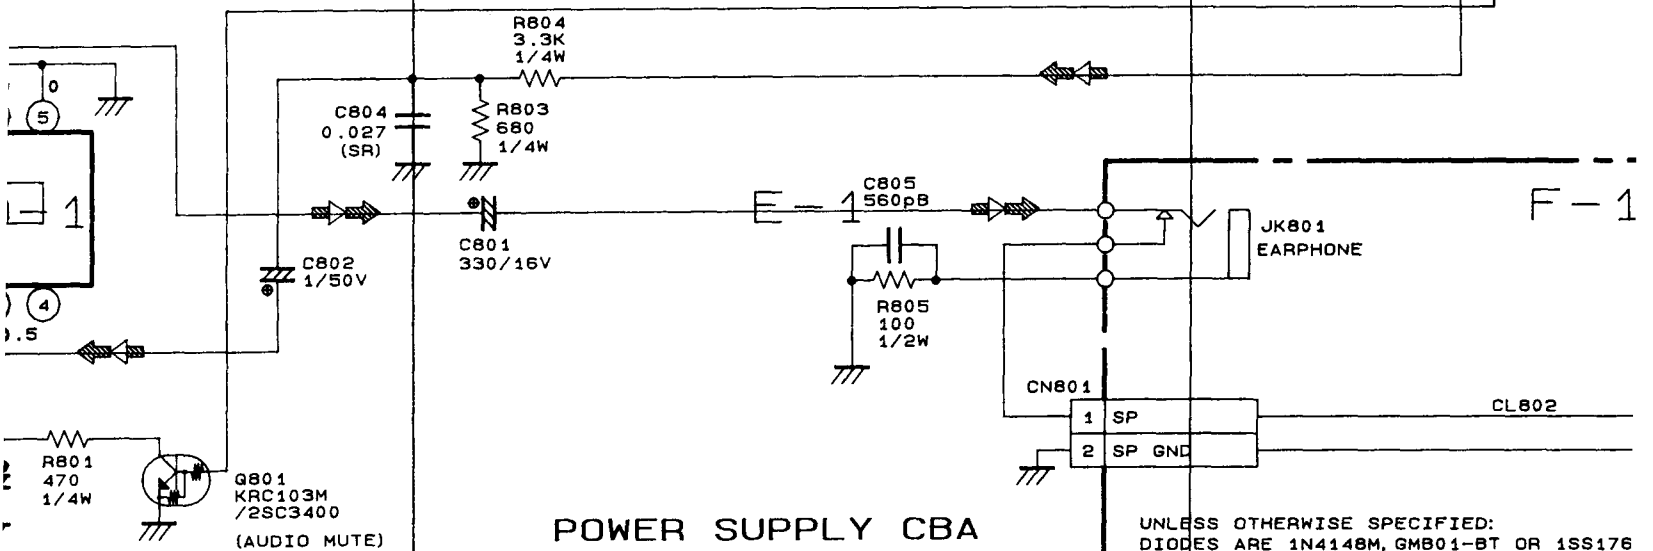 R804
3.3K
1/4W
0
5
C804
0.027
(SR)
R803
680
1/4W
1
E-1
C805
560pB
F-1
JK801
EARPHONE
C801
330/16V
C802
1/50V
4
.5
R805
100
1/2W
CN801
1 SP
CL802
2 SP GND
R801
470
1/4W
Q801
KRC103M
/2SC3400
(AUDIO MUTE)
POWER SUPPLY CBA
UNLESS OTHERWISE SPECIFIED:
DIODES ARE 1N4148M, GMB01-BT OR 1SS176